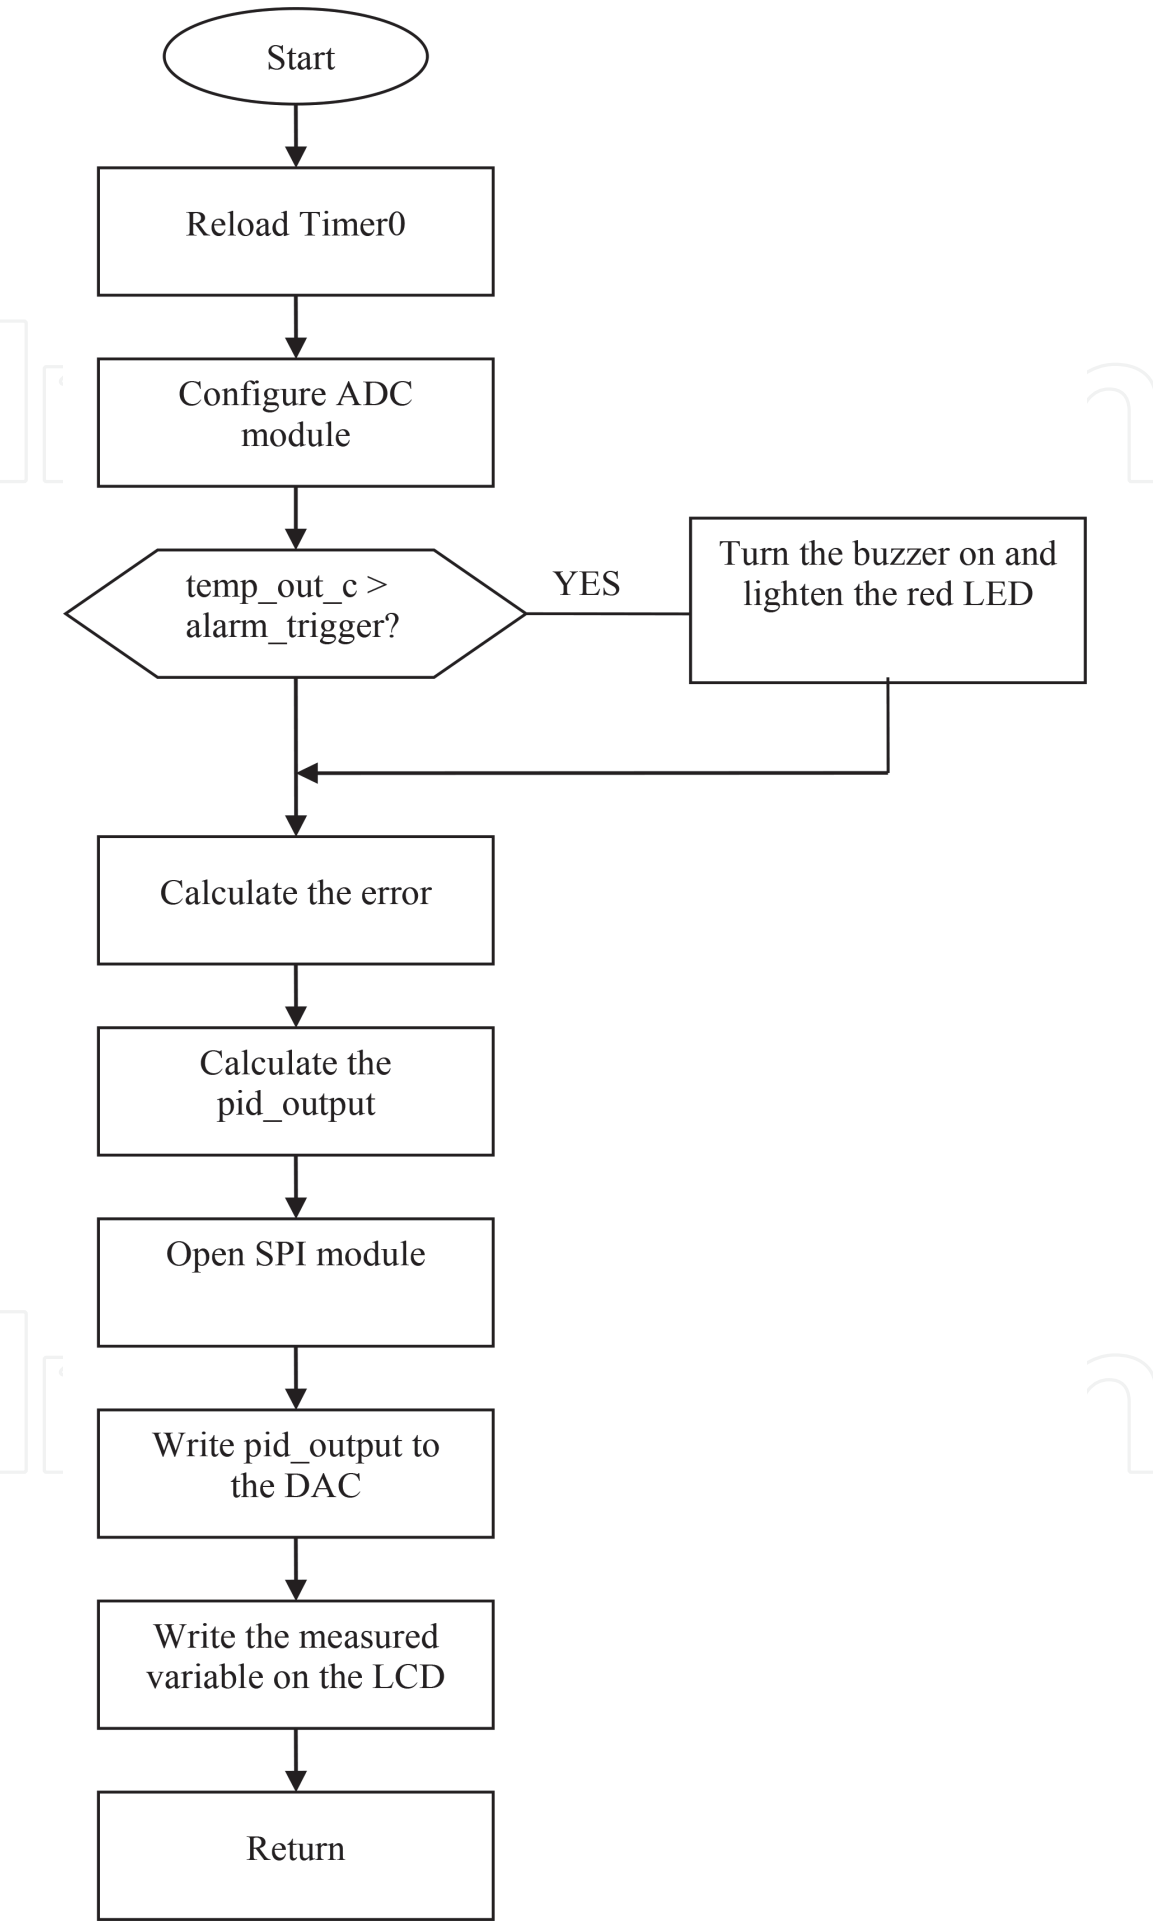 Start
Reload Timer0
Configure ADC
module
temp_out_c >
alarm_trigger?
YES
Turn the buzzer on and
lighten the red LED
Calculate the error
Calculate the
pid_output
Open SPI module
Write pid_output to
the DAC
Write the measured
variable on the LCD
Return